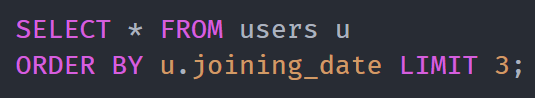 SELECT * FROM users u
ORDER BY u.joining_date LIMIT 3;